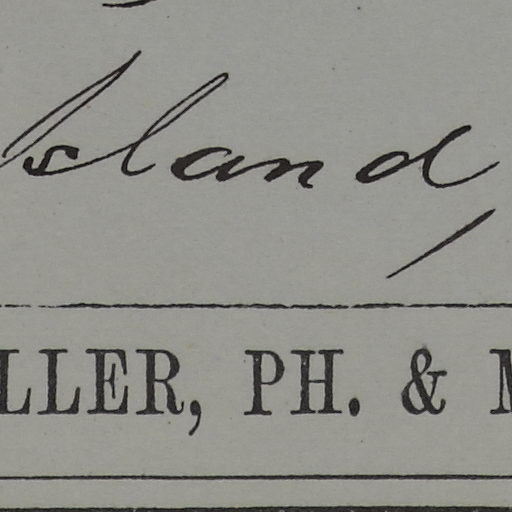 Island,
LLER, PH. & M